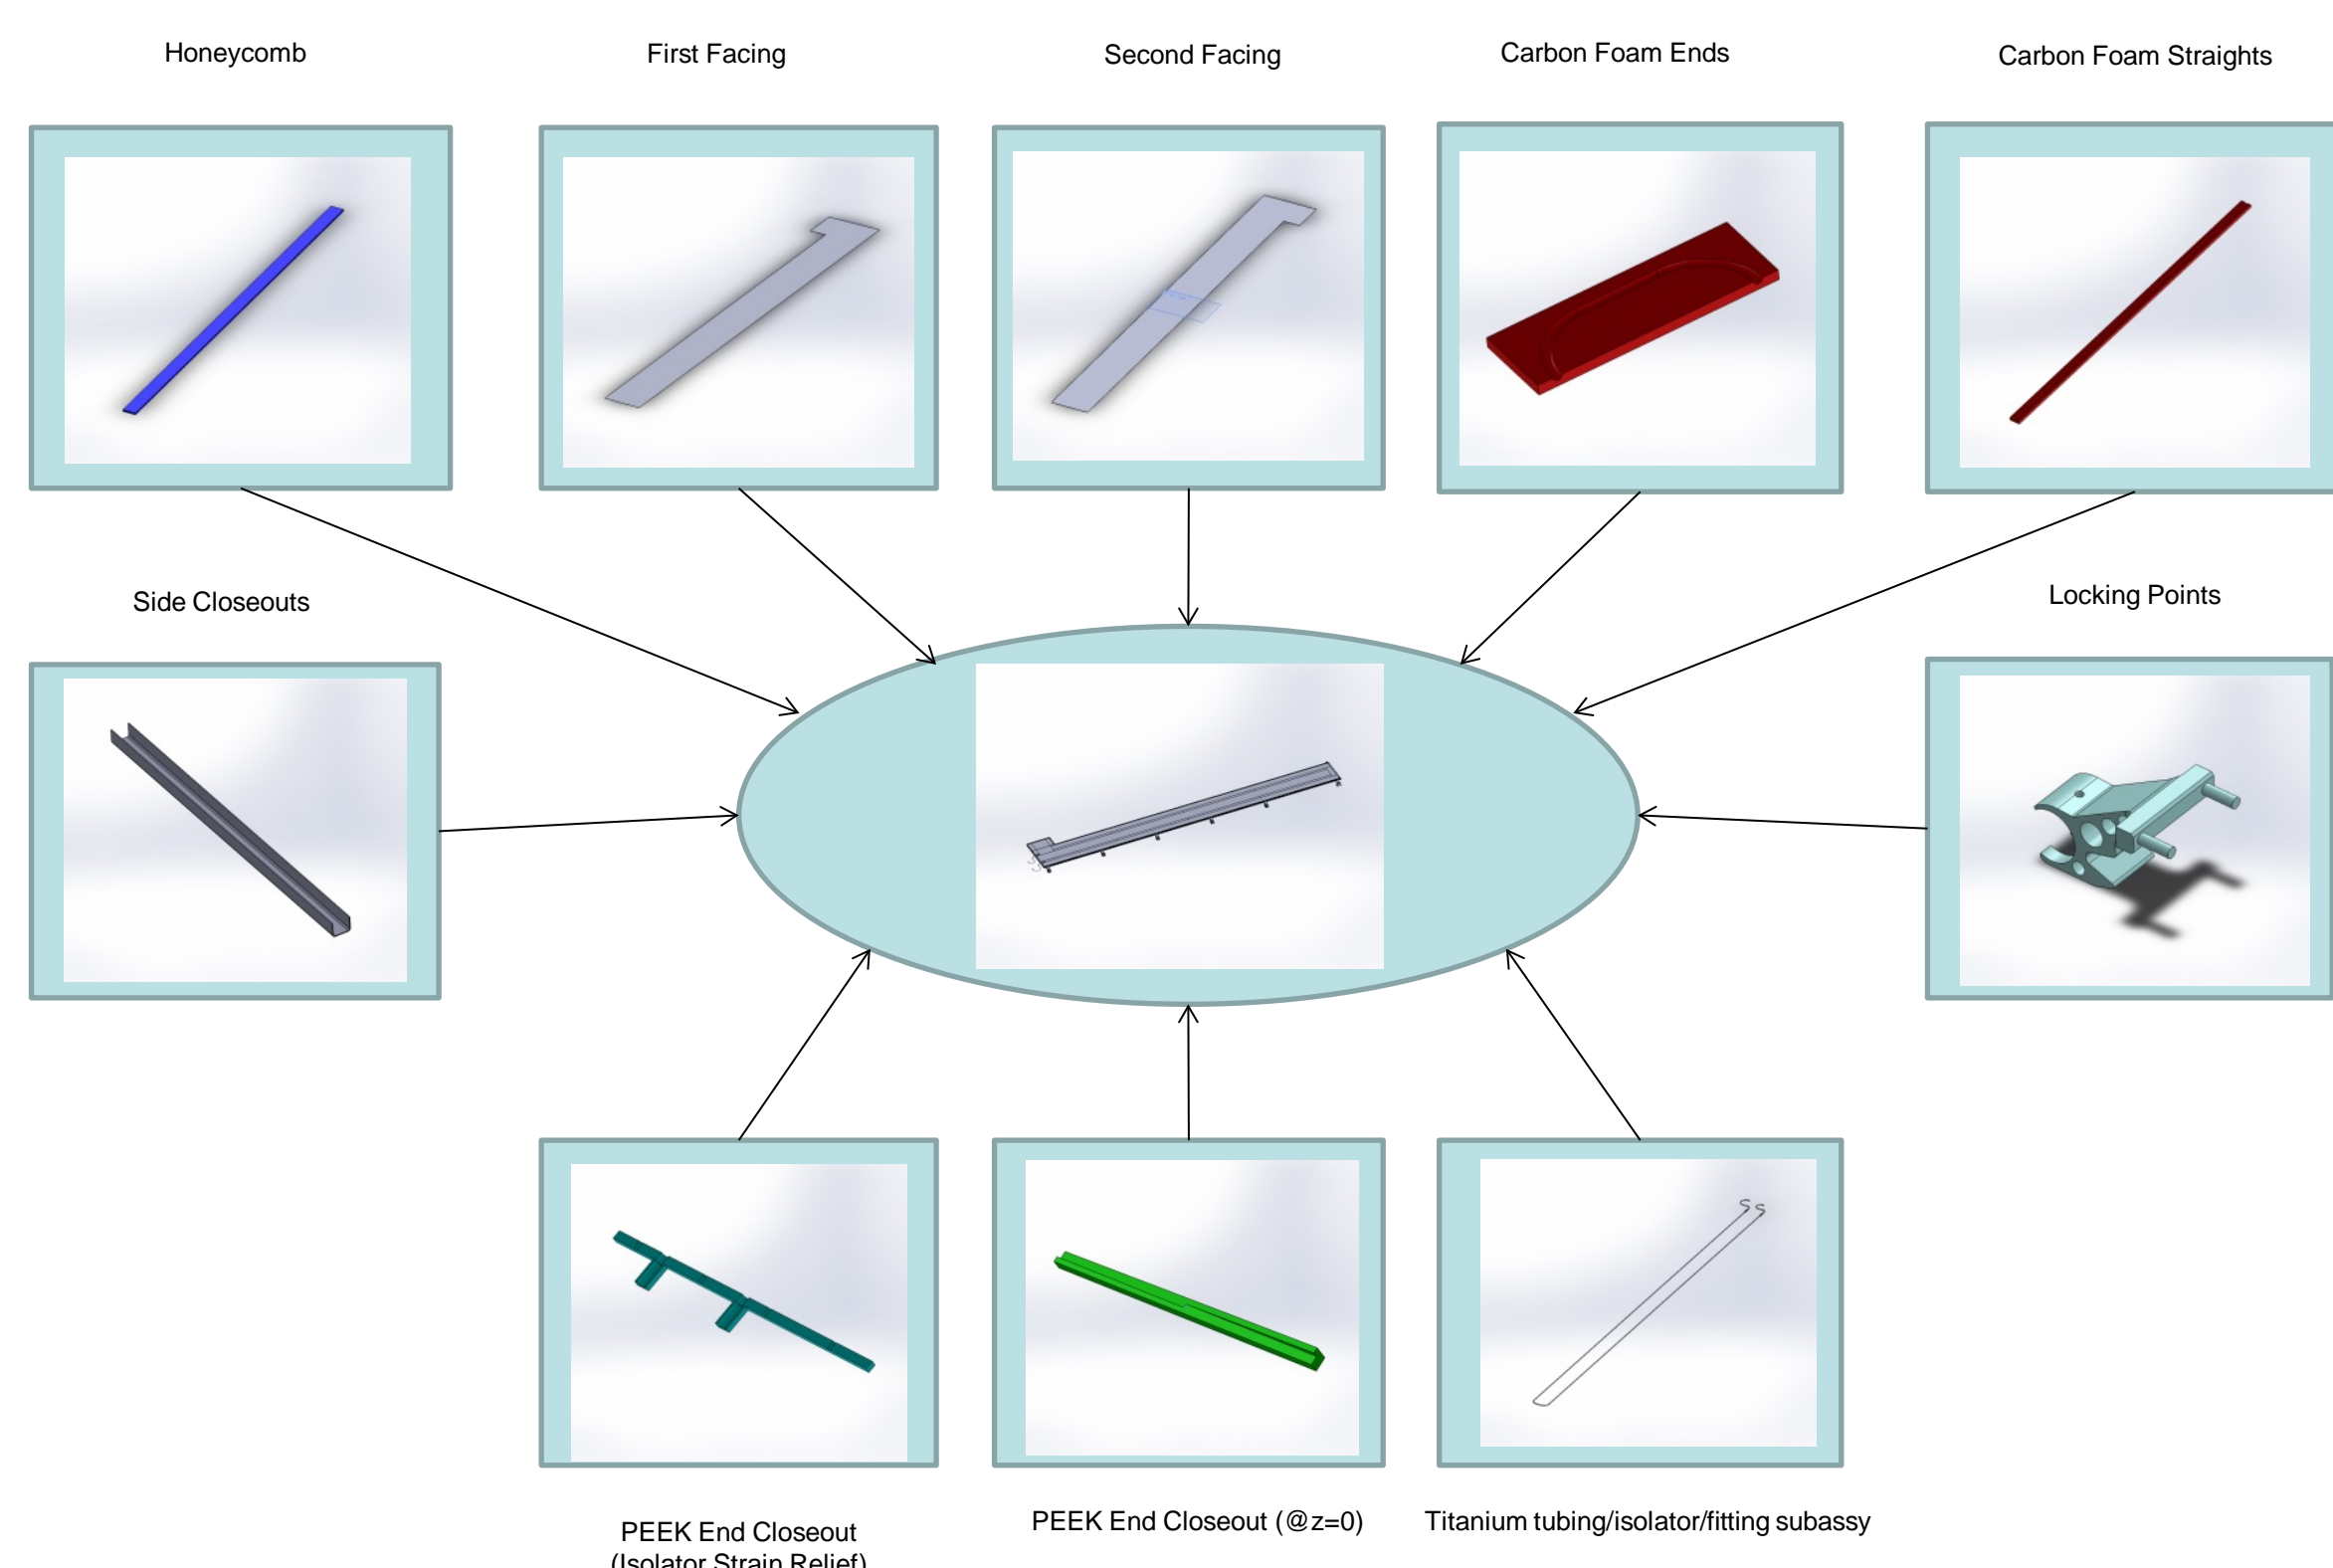 Honeycomb
First Facing
Second Facing
Carbon Foam Ends
Carbon Foam Straights
Side Closeouts
Locking Points
PEEK End Closeout
(Isolator Strain Relief)
PEEK End Closeout (@z=0)
Titanium tubing/isolator/fitting subassy